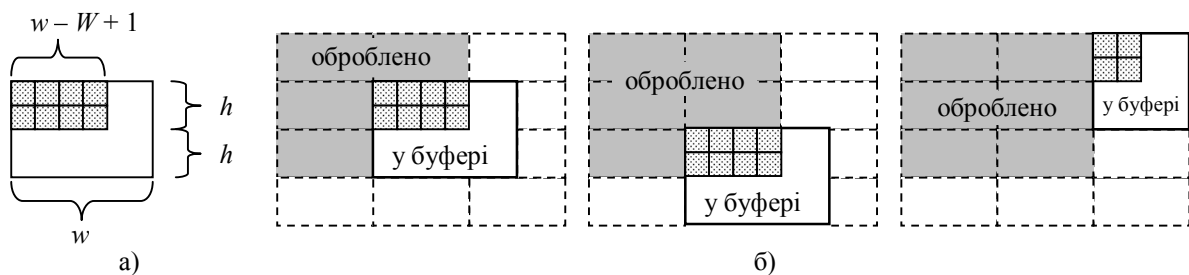 w – W + 1
h
h
w
а)
оброблено
у буфері
оброблено
у буфері
оброблено
у буфері
б)